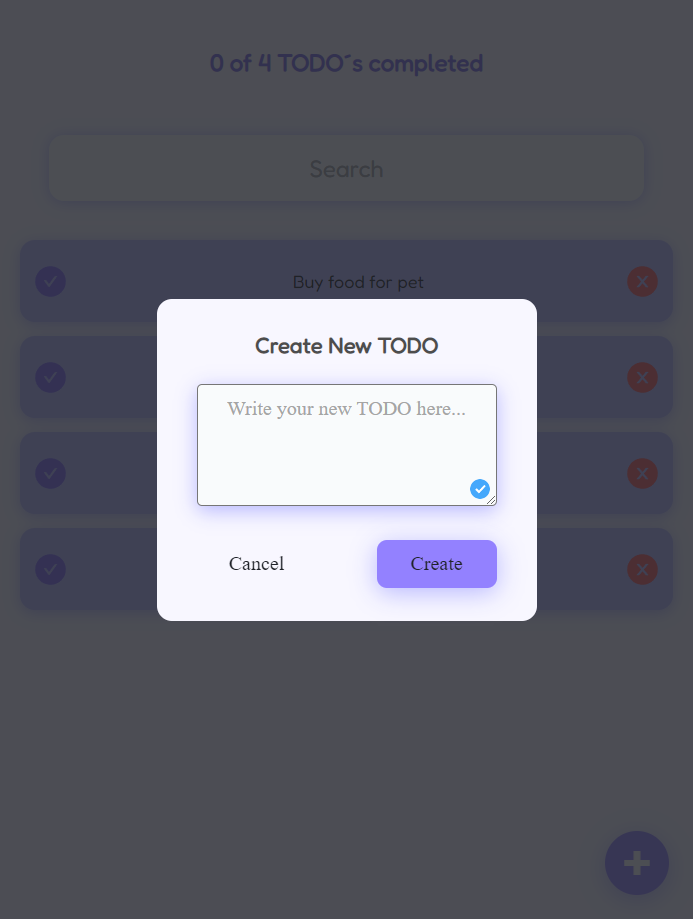 0 of 4 TODO´s completed
Search
Buy food for pet
Create New TODO
Write your new TODO here...
Cancel
Create